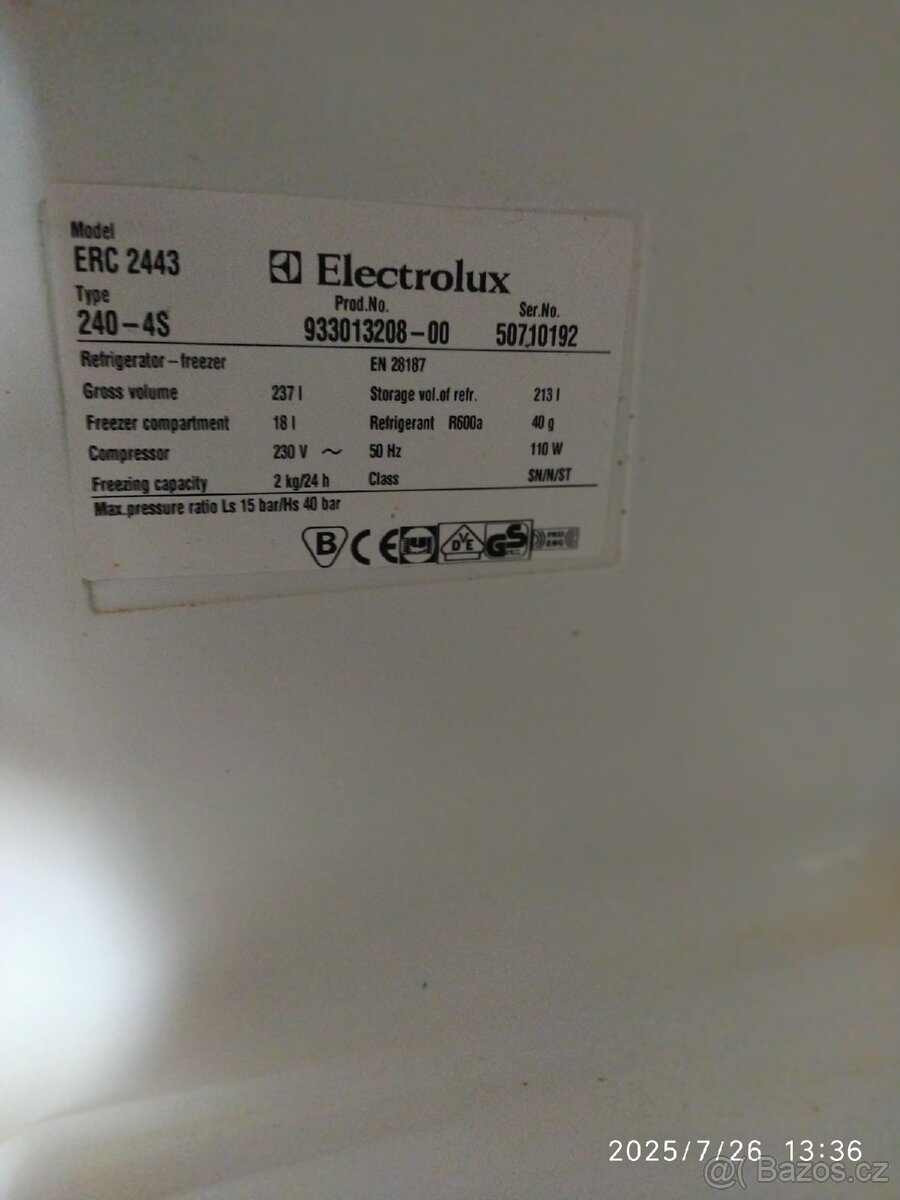 Model
ERC 2443
Electrolux
Type
Prod.No.
Ser.No.
240-4S
933013208-00
50710192
Refrigerator-freezer EN 28187
Gross volume 237 l Storage vol.of refr. 213 l
Freezer compartment 18 l Refrigerant R600a 40 g
Compressor 230 V ~ 50 Hz 110 W
Freezing capacity 2 kg/24 h Class SN/N/ST
Max.pressure ratio Ls 15 bar/Hs 40 bar
B CE DVE GS
2025/7/26 13:36
@ Bazoš.cz